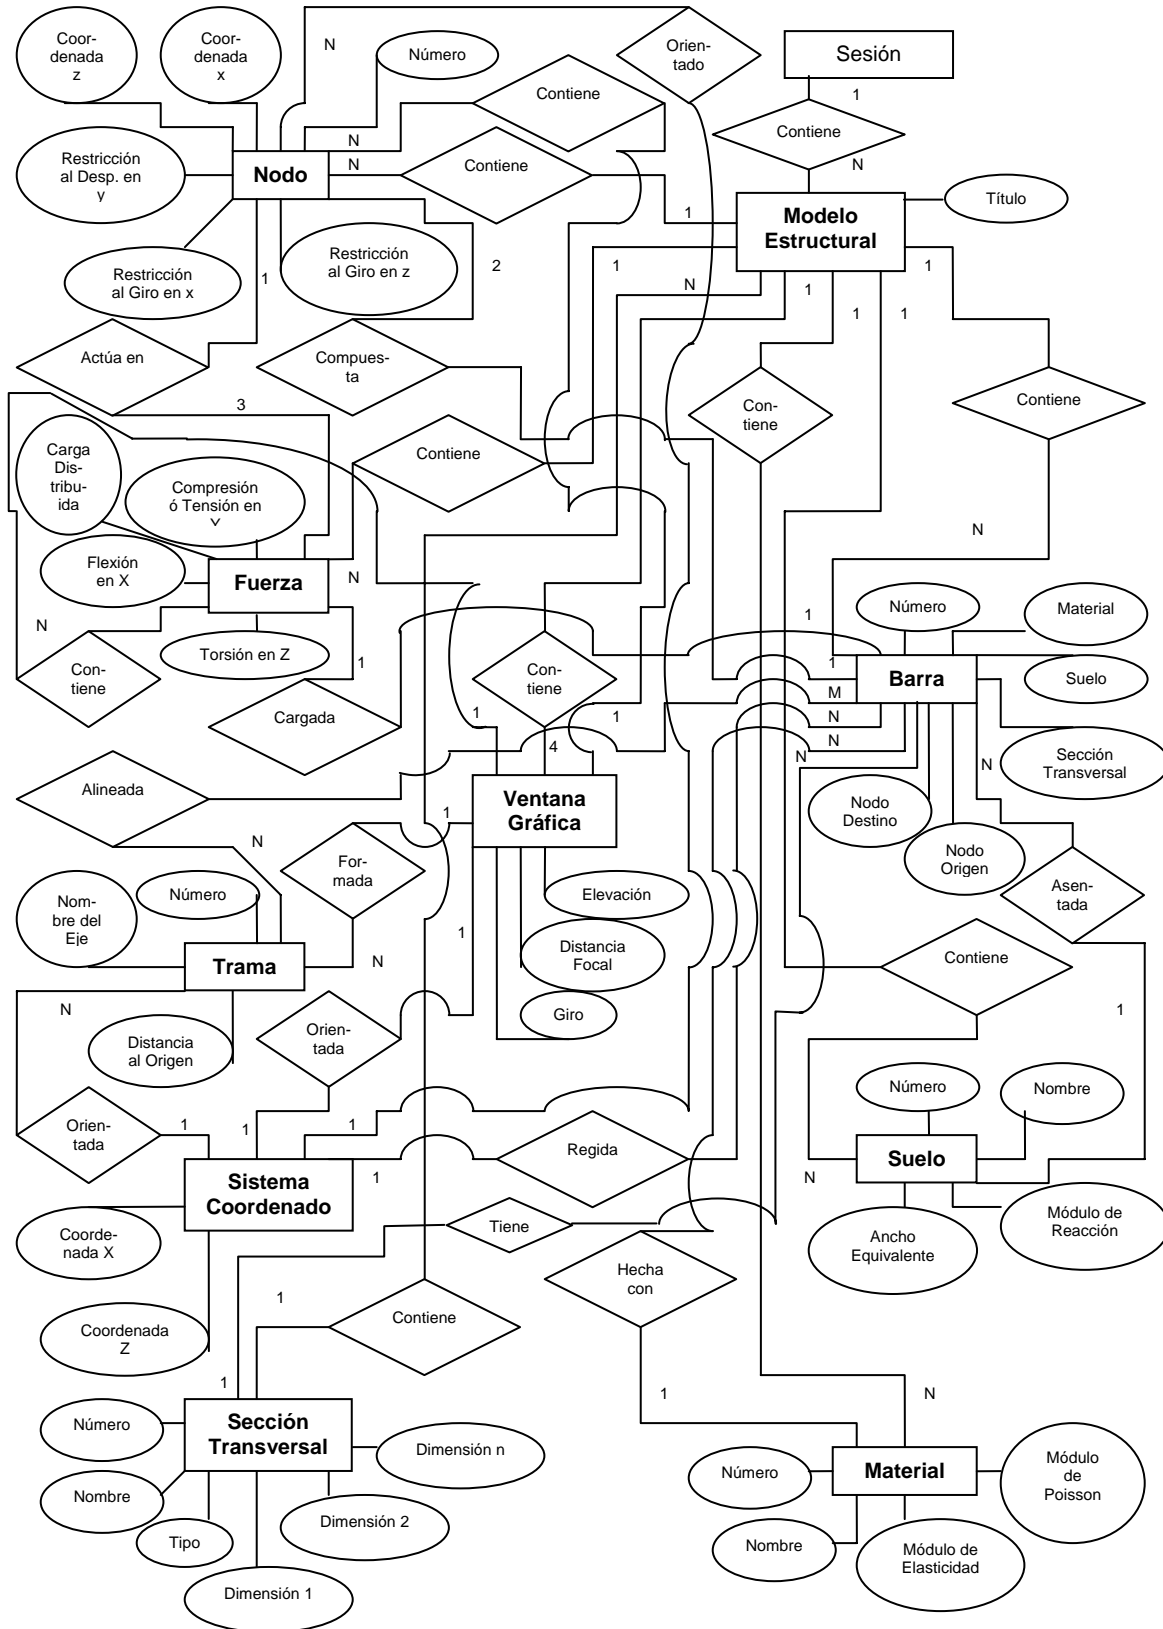 Coor-
denada
z
Coor-
denada
x
N
Número
Orien-
tado
Sesión
1
Contiene
Contiene
N
N
N
Contiene
Nodo
Restricción
al Desp. en
y
Modelo
Estructural
Título
1
Restricción
al Giro en x
1
Restricción
al Giro en z
2
1
N
1
1
1
1
Actúa en
Compues-
ta
Con-
tiene
Contiene
3
Contiene
Carga
Dis-
tribu-
ida
Compresión
ó Tensión en
Y
N
Flexión
en X
Fuerza
N
Número
Material
N
Torsión en Z
1
1
Con-
tiene
Con-
tiene
1
Barra
Suelo
M
Cargada
1
1
N
N
4
N
N
Sección
Transversal
Alineada
Ventana
Gráfica
1
Nodo
Destino
N
For-
mada
Nodo
Origen
Asen-
tada
Nom-
bre del
Eje
Número
Elevación
1
Trama
N
Distancia
Focal
Contiene
N
Distancia
al Origen
Orien-
tada
Giro
1
Número
Nombre
Orien-
tada
1
1
1
Regida
Suelo
Sistema
Coordenado
1
N
Coorde-
nada X
Tiene
Ancho
Equivalente
Módulo de
Reacción
Hecha
con
1
Contiene
Coordenada
Z
1
1
N
Número
Sección
Transversal
Dimensión n
Número
Material
Módulo
de
Poisson
Nombre
Tipo
Dimensión 2
Nombre
Módulo de
Elasticidad
Dimensión 1